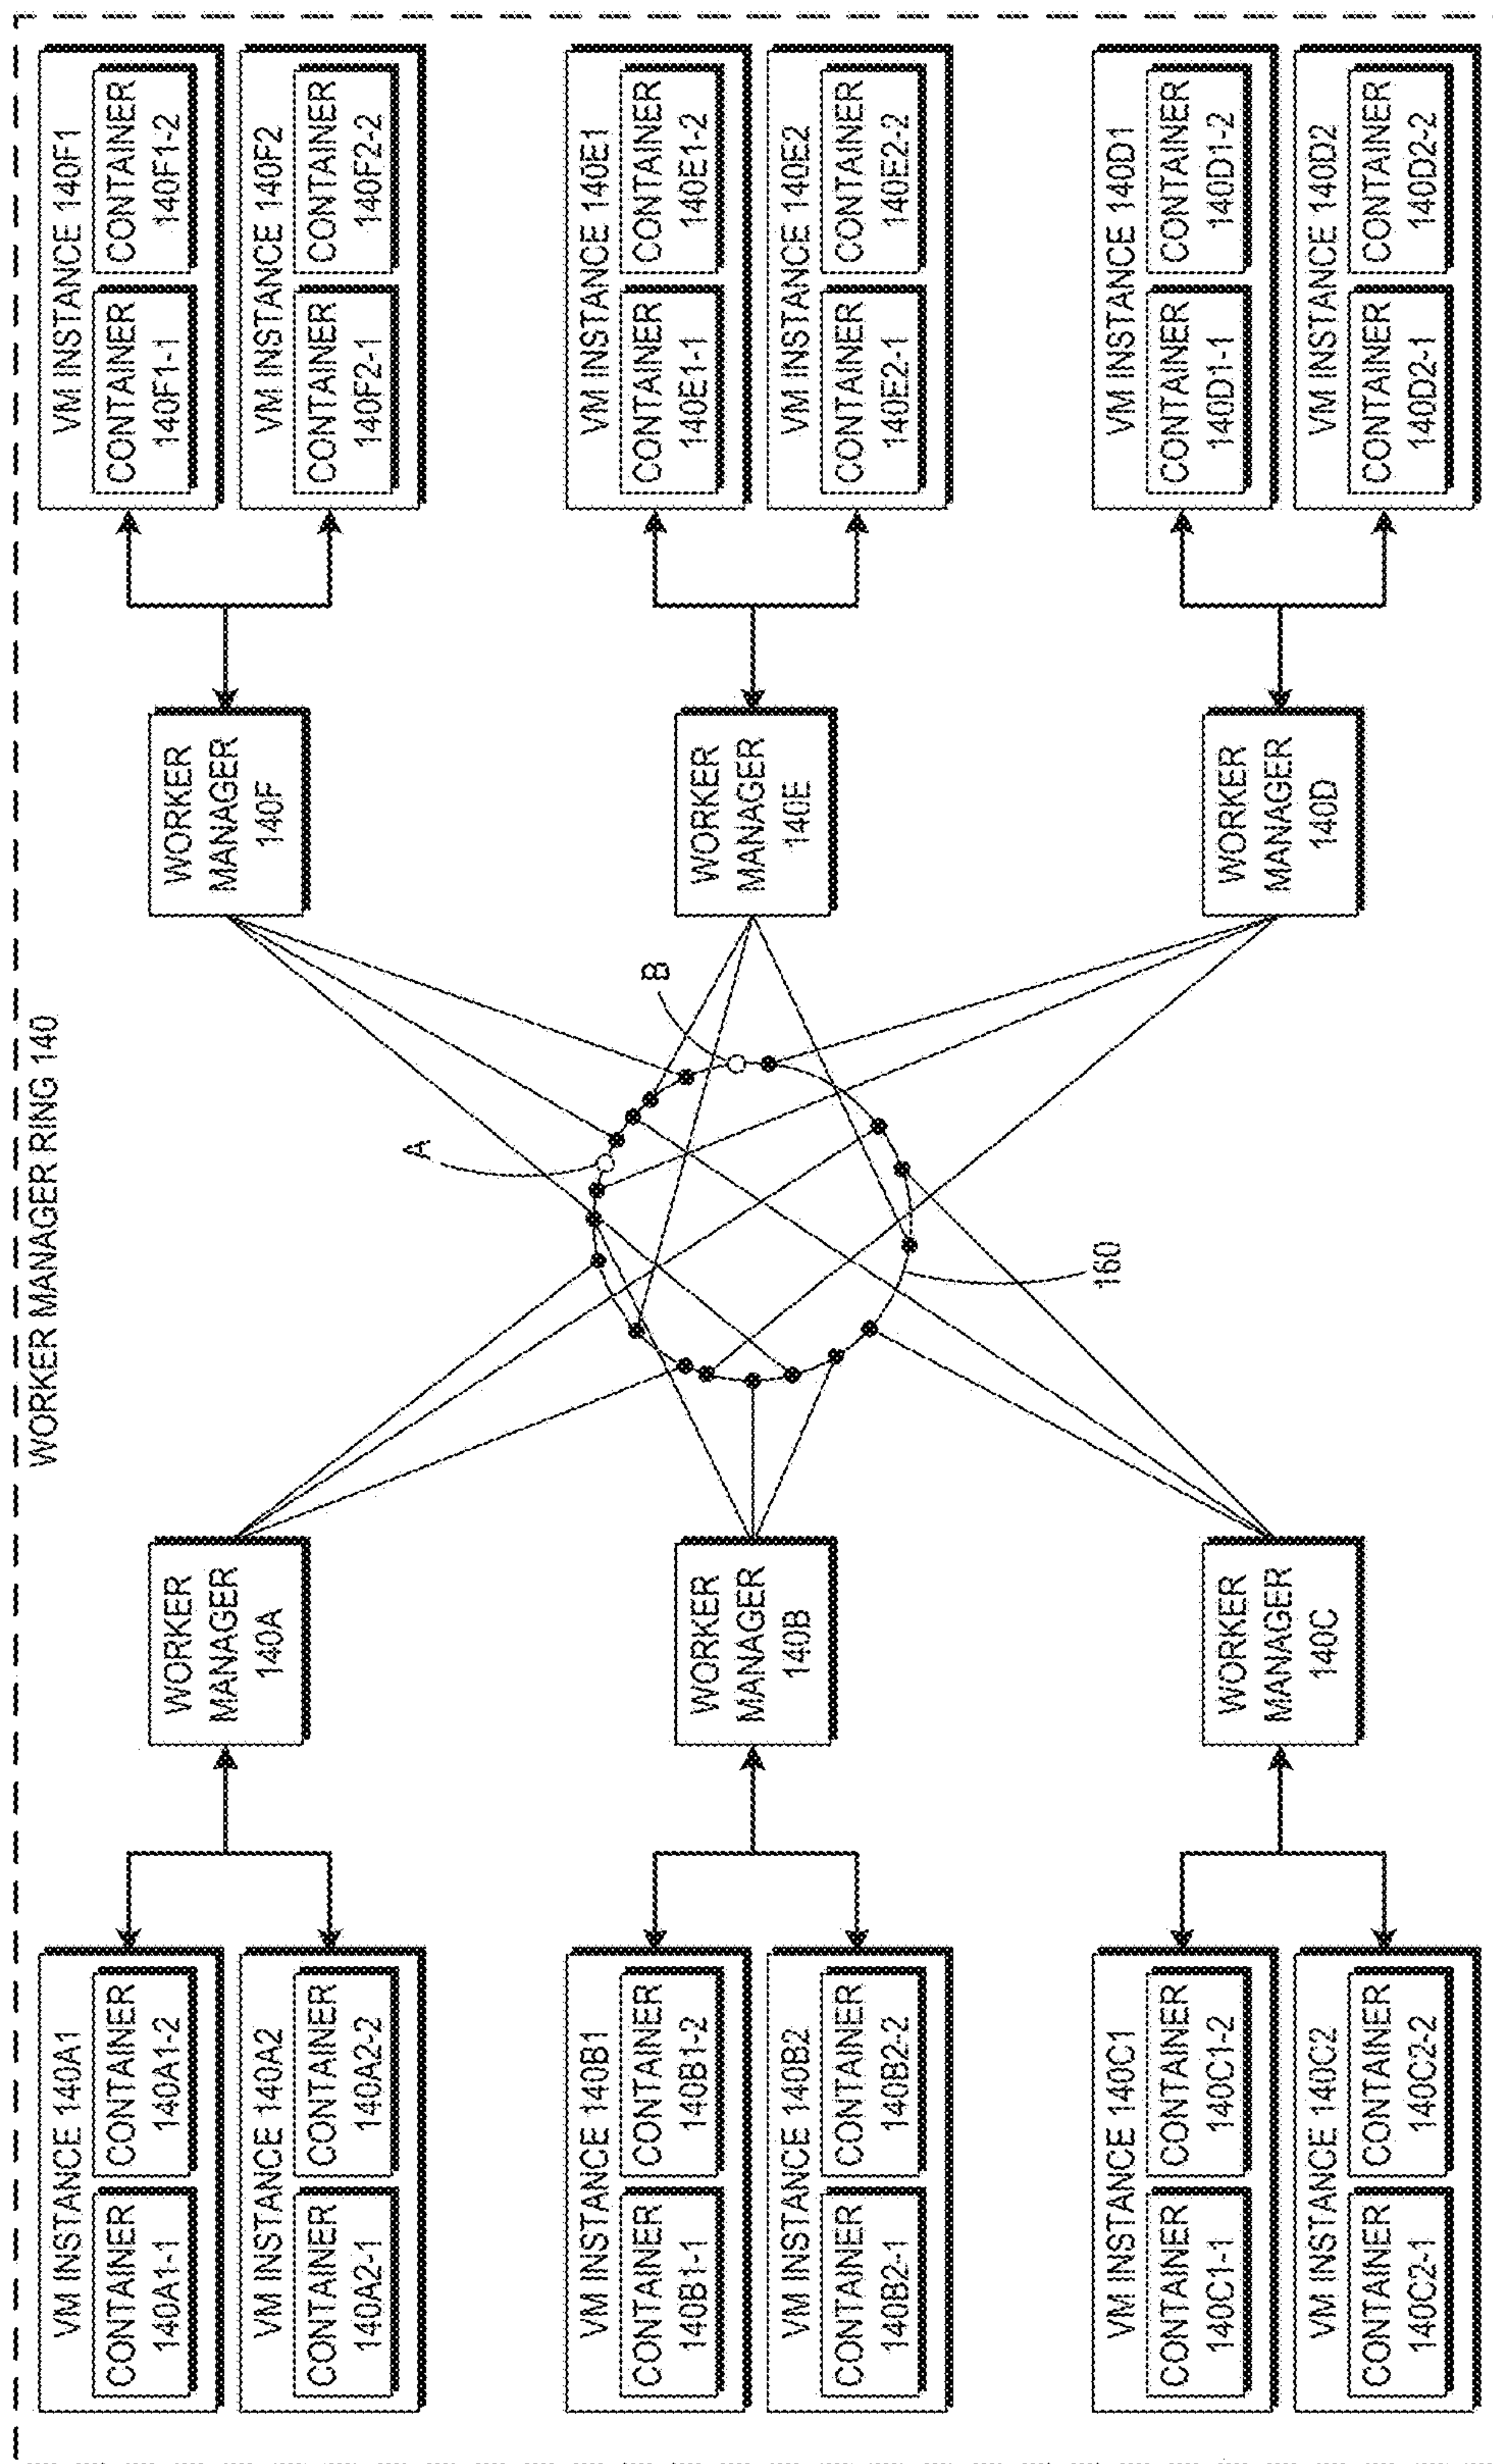 WORKER MANAGER RING 140
VM INSTANCE 140A1
CONTAINER
140A1-1
CONTAINER
140A1-2
VM INSTANCE 140A2
CONTAINER
140A2-1
CONTAINER
140A2-2
WORKER
MANAGER
140A
WORKER
MANAGER
140F
VM INSTANCE 140F1
CONTAINER
140F1-1
CONTAINER
140F1-2
VM INSTANCE 140F2
CONTAINER
140F2-1
CONTAINER
140F2-2
A
B
VM INSTANCE 140B1
CONTAINER
140B1-1
CONTAINER
140B1-2
VM INSTANCE 140B2
CONTAINER
140B2-1
CONTAINER
140B2-2
WORKER
MANAGER
140B
WORKER
MANAGER
140E
VM INSTANCE 140E1
CONTAINER
140E1-1
CONTAINER
140E1-2
VM INSTANCE 140E2
CONTAINER
140E2-1
CONTAINER
140E2-2
160
VM INSTANCE 140C1
CONTAINER
140C1-1
CONTAINER
140C1-2
VM INSTANCE 140C2
CONTAINER
140C2-1
CONTAINER
140C2-2
WORKER
MANAGER
140C
WORKER
MANAGER
140D
VM INSTANCE 140D1
CONTAINER
140D1-1
CONTAINER
140D1-2
VM INSTANCE 140D2
CONTAINER
140D2-1
CONTAINER
140D2-2